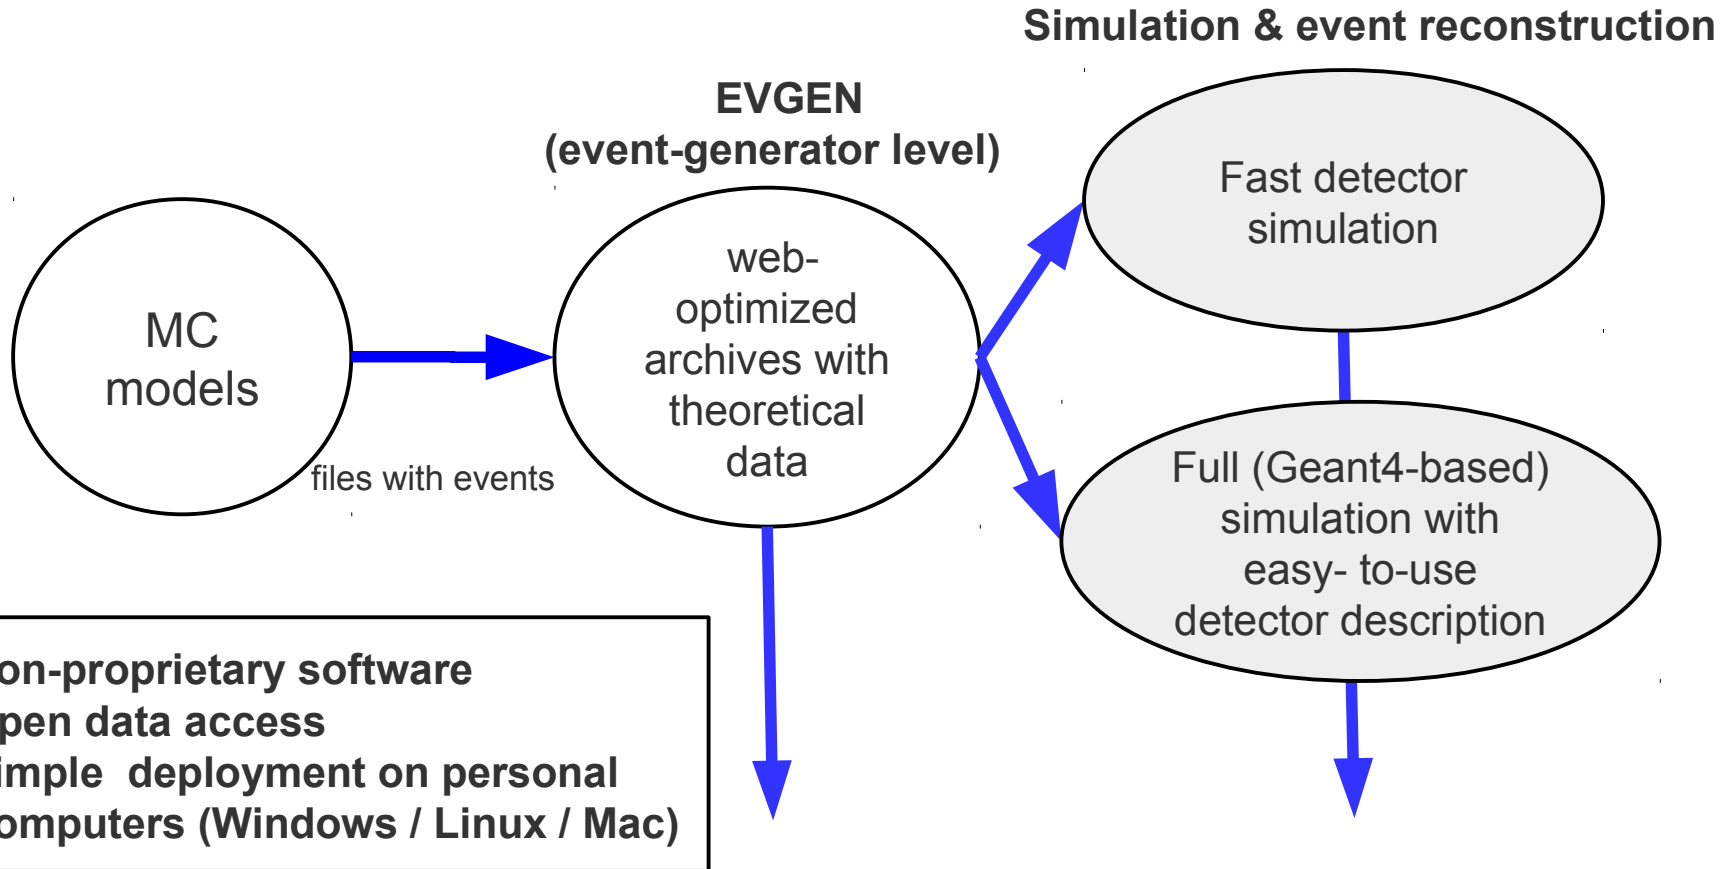 Simulation & event reconstruction
EVGEN
(event-generator level)
Fast detector
simulation
web-
optimized
archives with
theoretical
data
MC
models
files with events
Full (Geant4-based)
simulation with
easy- to-use
detector description
on-proprietary software
pen data access
imple deployment on personal
omputers (Windows / Linux / Mac)